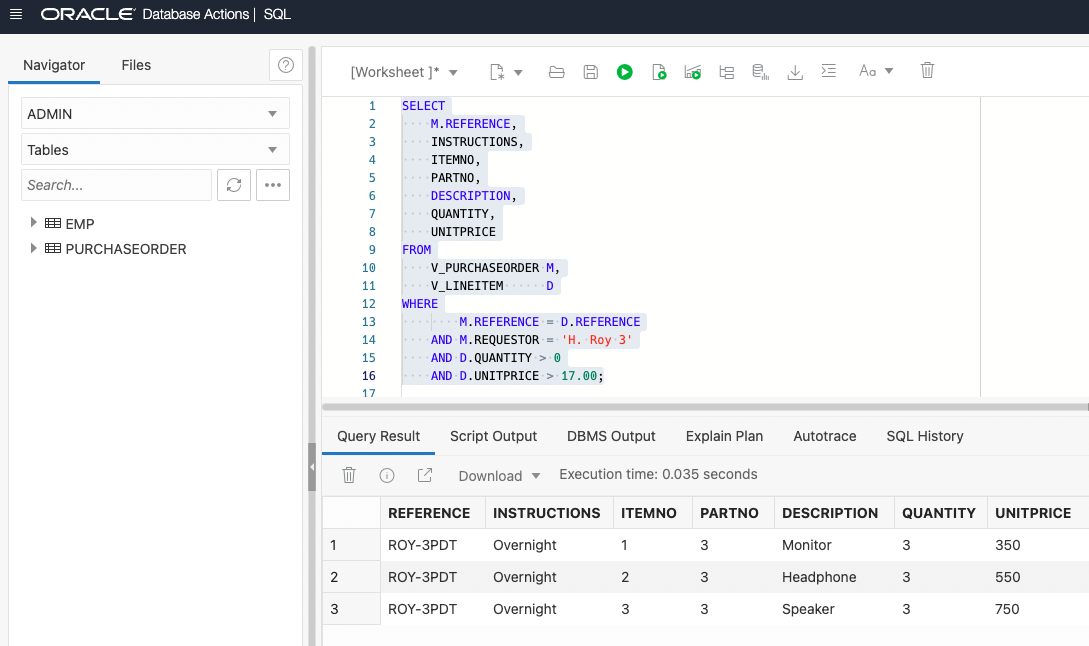 ORACLE Database Actions | SQL
Navigator Files
ADMIN
Tables
Search...
EMP
PURCHASEORDER
[Worksheet ]* Aa
1 SELECT
2 M.REFERENCE,
3 INSTRUCTIONS,
4 ITEMNO,
5 PARTNO,
6 DESCRIPTION,
7 QUANTITY,
8 UNITPRICE
9 FROM
10 V_PURCHASEORDER M,
11 V_LINEITEM D
12 WHERE
13 M.REFERENCE = D.REFERENCE
14 AND M.REQUESTOR = 'H. Roy 3'
15 AND D.QUANTITY > 0
16 AND D.UNITPRICE > 17.00;
17
Query Result Script Output DBMS Output Explain Plan Autotrace SQL History
Download Execution time: 0.035 seconds
REFERENCE INSTRUCTIONS ITEMNO PARTNO DESCRIPTION QUANTITY UNITPRICE
1 ROY-3PDT Overnight 1 3 Monitor 3 350
2 ROY-3PDT Overnight 2 3 Headphone 3 550
3 ROY-3PDT Overnight 3 3 Speaker 3 750